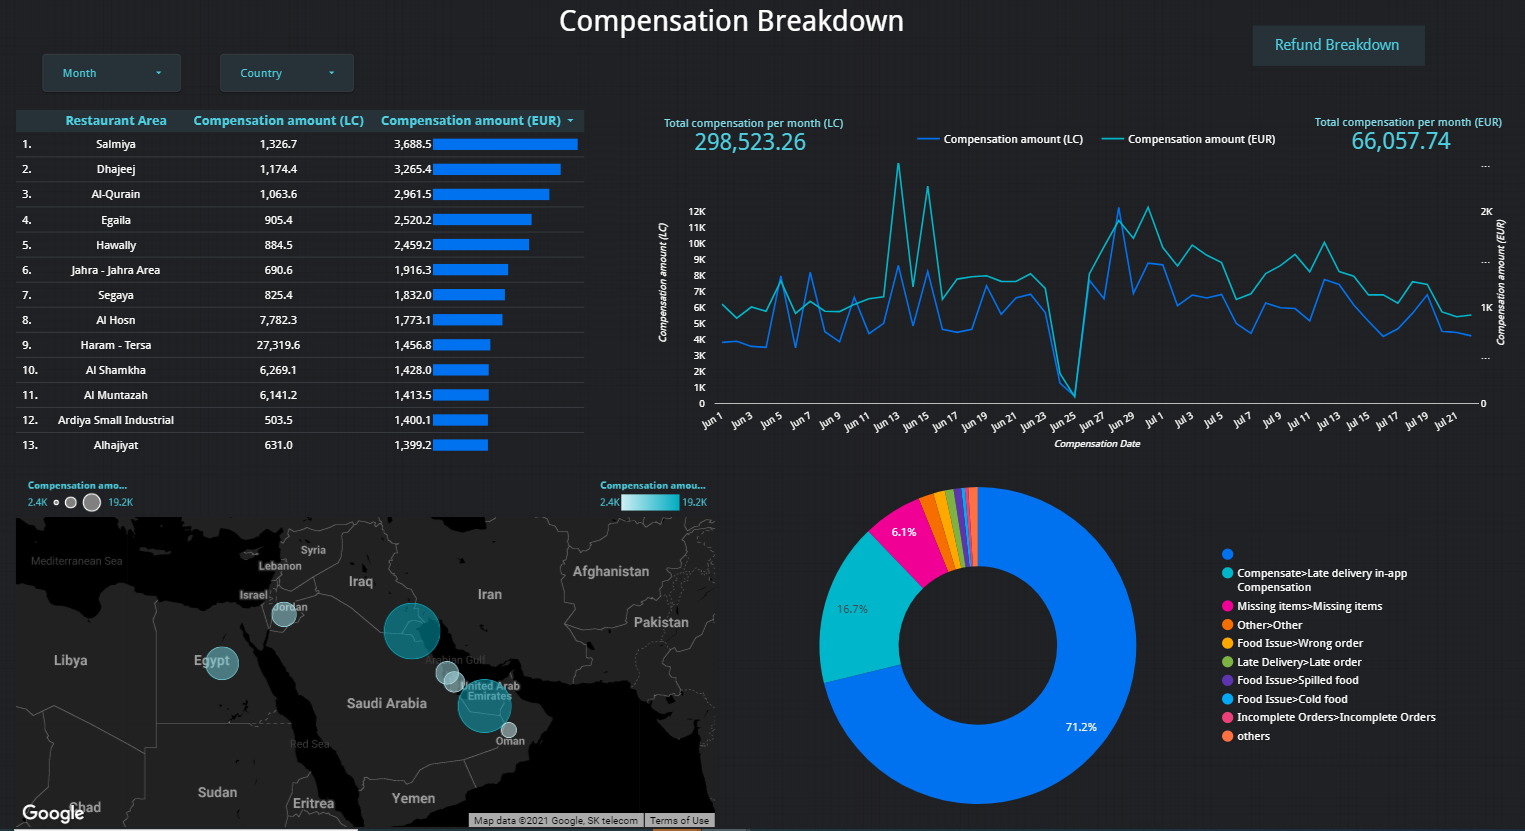 Compensation Breakdown
Refund Breakdown
Month
Country
Restaurant Area Compensation amount (LC) Compensation amount (EUR)
1. Salmiya 1,326.7 3,688.5
2. Dhajeej 1,174.4 3,265.4
3. Al-Qurain 1,063.6 2,961.5
4. Egaila 905.4 2,520.2
5. Hawally 884.5 2,459.2
6. Jahra - Jahra Area 690.6 1,916.3
7. Segaya 825.4 1,832.0
8. Al Hosn 7,782.3 1,773.1
9. Haram - Tersa 27,319.6 1,456.8
10. Al Shamkha 6,269.1 1,428.0
11. Al Muntazah 6,141.2 1,413.5
12. Ardiya Small Industrial 503.5 1,400.1
13. Alhajiyat 631.0 1,399.2
Total compensation per month (LC)
298,523.26
Compensation amount (LC) Compensation amount (EUR)
Total compensation per month (EUR)
66,057.74
Compensation amount (LC)
12K
11K
10K
9K
8K
7K
6K
5K
4K
3K
2K
1K
0
...
2K
...
1K
...
0
Compensation amount (EUR)
Jun 1 Jun 3 Jun 5 Jun 7 Jun 9 Jun 11 Jun 13 Jun 15 Jun 17 Jun 19 Jun 21 Jun 23 Jun 25 Jun 27 Jun 29 Jul 1 Jul 3 Jul 5 Jul 7 Jul 9 Jul 11 Jul 13 Jul 15 Jul 17 Jul 19 Jul 21
Compensation Date
Compensation amo...
2.4K 19.2K
Compensation amou...
2.4K 19.2K
Mediterranean Sea
Syria
Lebanon
Iraq
Israel
Jordan
Iran
Afghanistan
Pakistan
Libya
Egypt
Arabian Gulf
United Arab
Emirates
Saudi Arabia
Oman
Red Sea
Sudan
Eritrea
Yemen
Chad
Google
Map data ©2021 Google, SK telecom Terms of Use
6.1%
16.7%
71.2%
Compensate>Late delivery in-app
Compensation
Missing items>Missing items
Other>Other
Food Issue>Wrong order
Late Delivery>Late order
Food Issue>Spilled food
Food Issue>Cold food
Incomplete Orders>Incomplete Orders
others